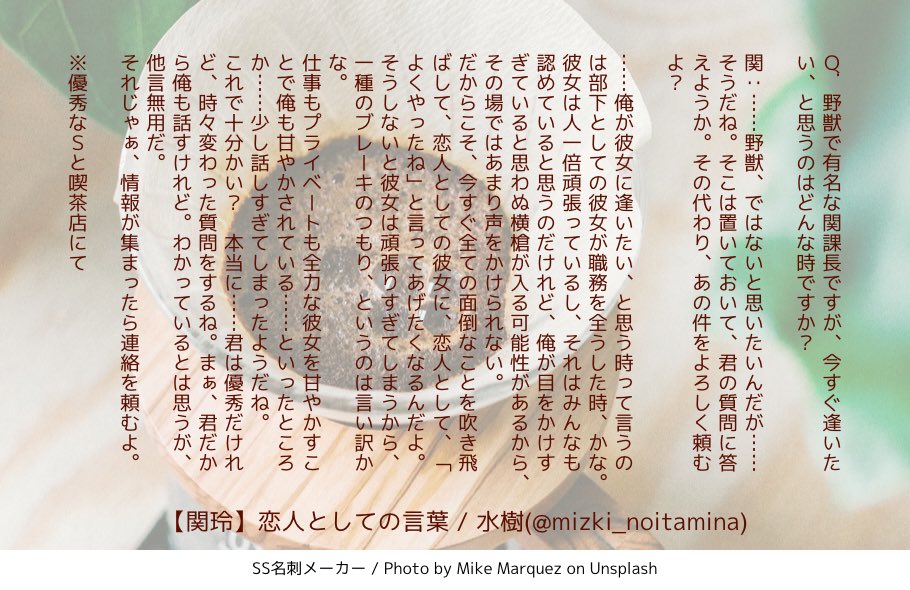 Q、野獣で有名な関課長ですが、今すぐ逢いた
い、と思うのはどんな時ですか？
関：……野獣、ではないと思いたいんだが……
そうだね。そこは置いておいて、君の質問に答
えようか。その代わり、あの件をよろしく頼む
よ？
……俺が彼女に逢いたい、と思う時って言うの
は部下としての彼女が職務を全うした時、かな。
彼女は人一倍頑張っているし、それはみんなも
認めていると思うのだけれど、俺が目をかけす
ぎていると思わぬ横槍が入る可能性があるから、
その場ではあまり声をかけられない。
だからこそ、今すぐ全ての面倒なことを吹き飛
ばして、恋人としての彼女に、恋人として、「
よくやったね」と言ってあげたくなるんだよ。
そうしないと彼女は頑張りすぎてしまうから、
一種のブレーキのつもり、というのは言い訳か
な。
仕事もプライベートも全力な彼女を甘やかすこ
とで俺も甘やかされている……といったところ
か……少し話しすぎてしまったようだね。
これで十分かい？　本当に……君は優秀だけれ
ど、時々変わった質問をするね。まぁ、君だか
ら俺も話すけれど。わかっているとは思うが、
他言無用だ。
それじゃぁ、情報が集まったら連絡を頼むよ。
※優秀なSと喫茶店にて
【関玲】恋人としての言葉 / 水樹(@mizki_noitamina)
SS名刺メーカー / Photo by Mike Marquez on Unsplash